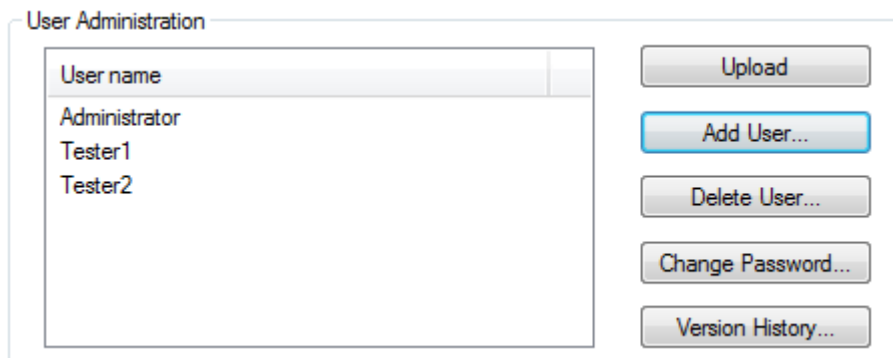 User Administration
User name
Administrator
Tester1
Tester2
Upload
Add User...
Delete User...
Change Password...
Version History...